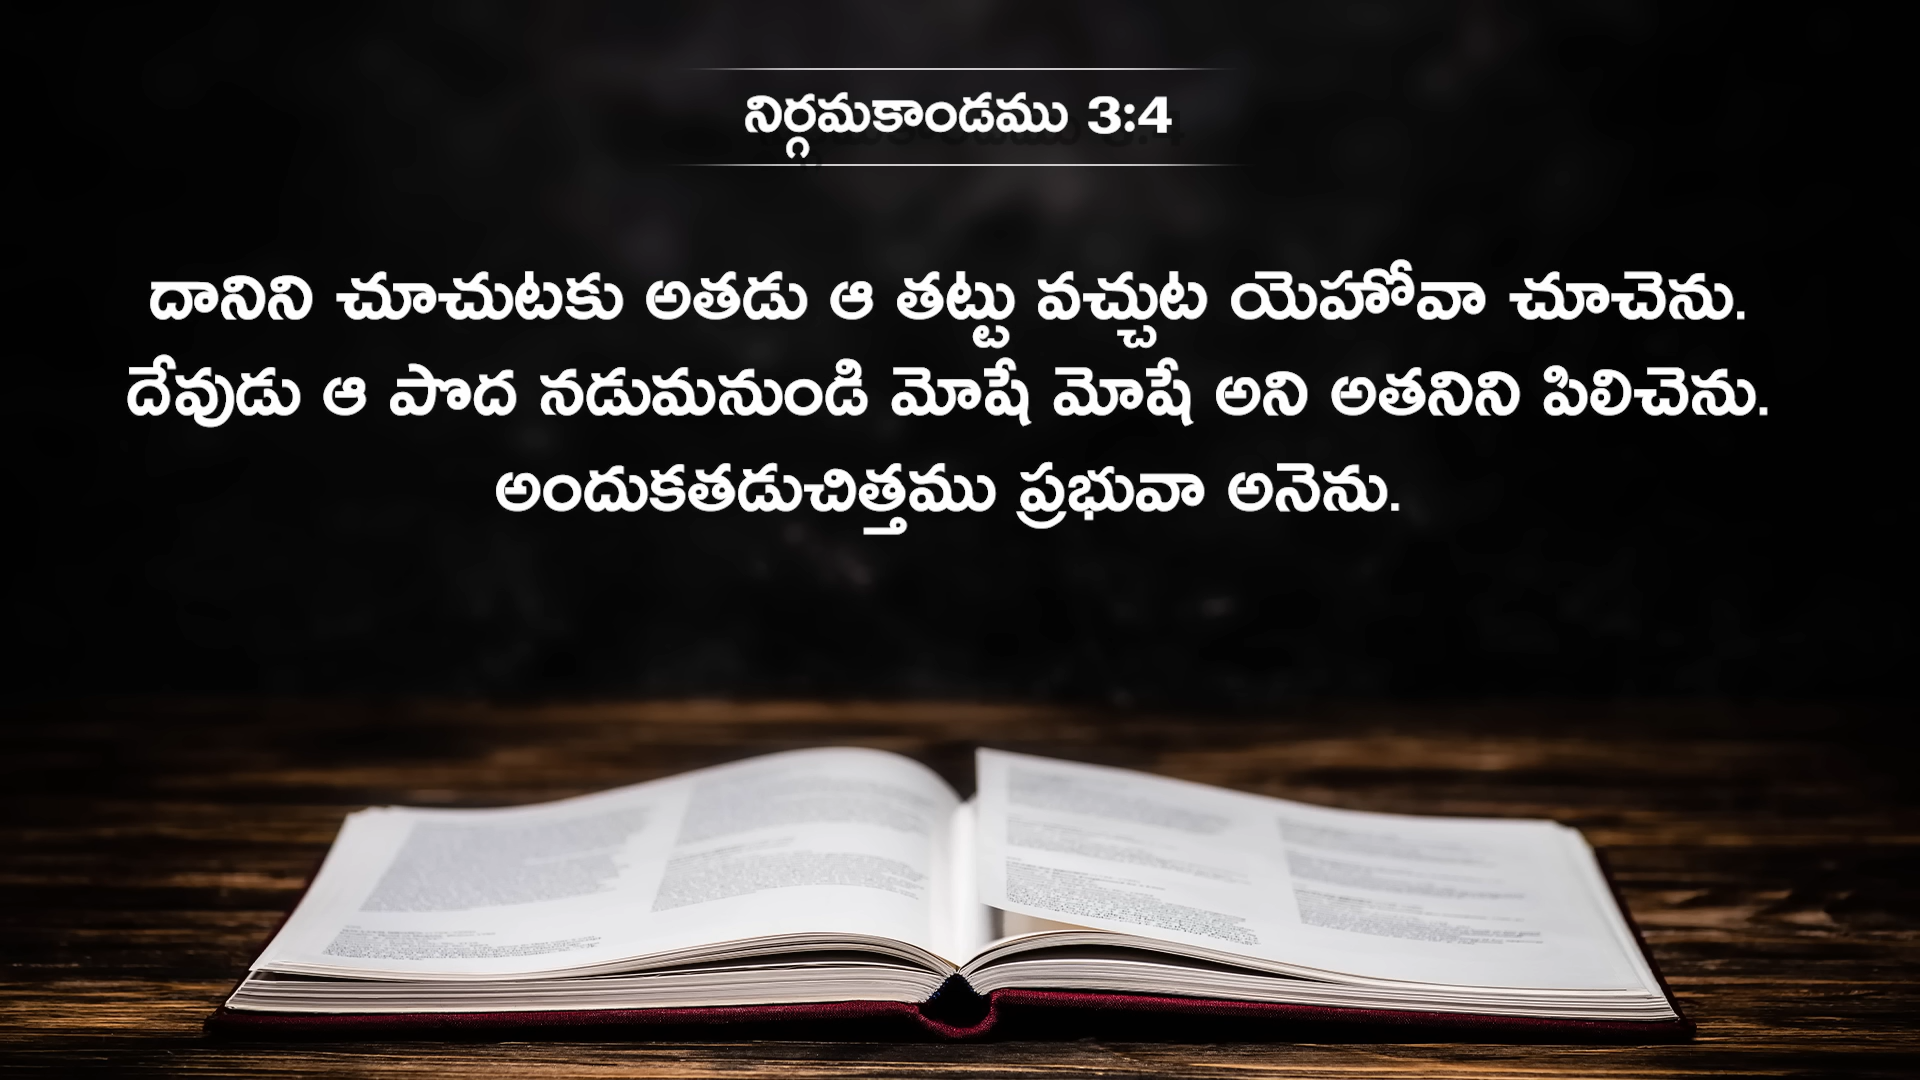 నిర్గమకాండము 3:4
దానిని చూచుటకు అతడు ఆ తట్టు వచ్చుట యెహోవా చూచెను.
దేవుడు ఆ పొద నడుమనుండి మోషే మోషే అని అతనిని పిలిచెను.
అందుకతడుచిత్తము ప్రభువా అనెను.